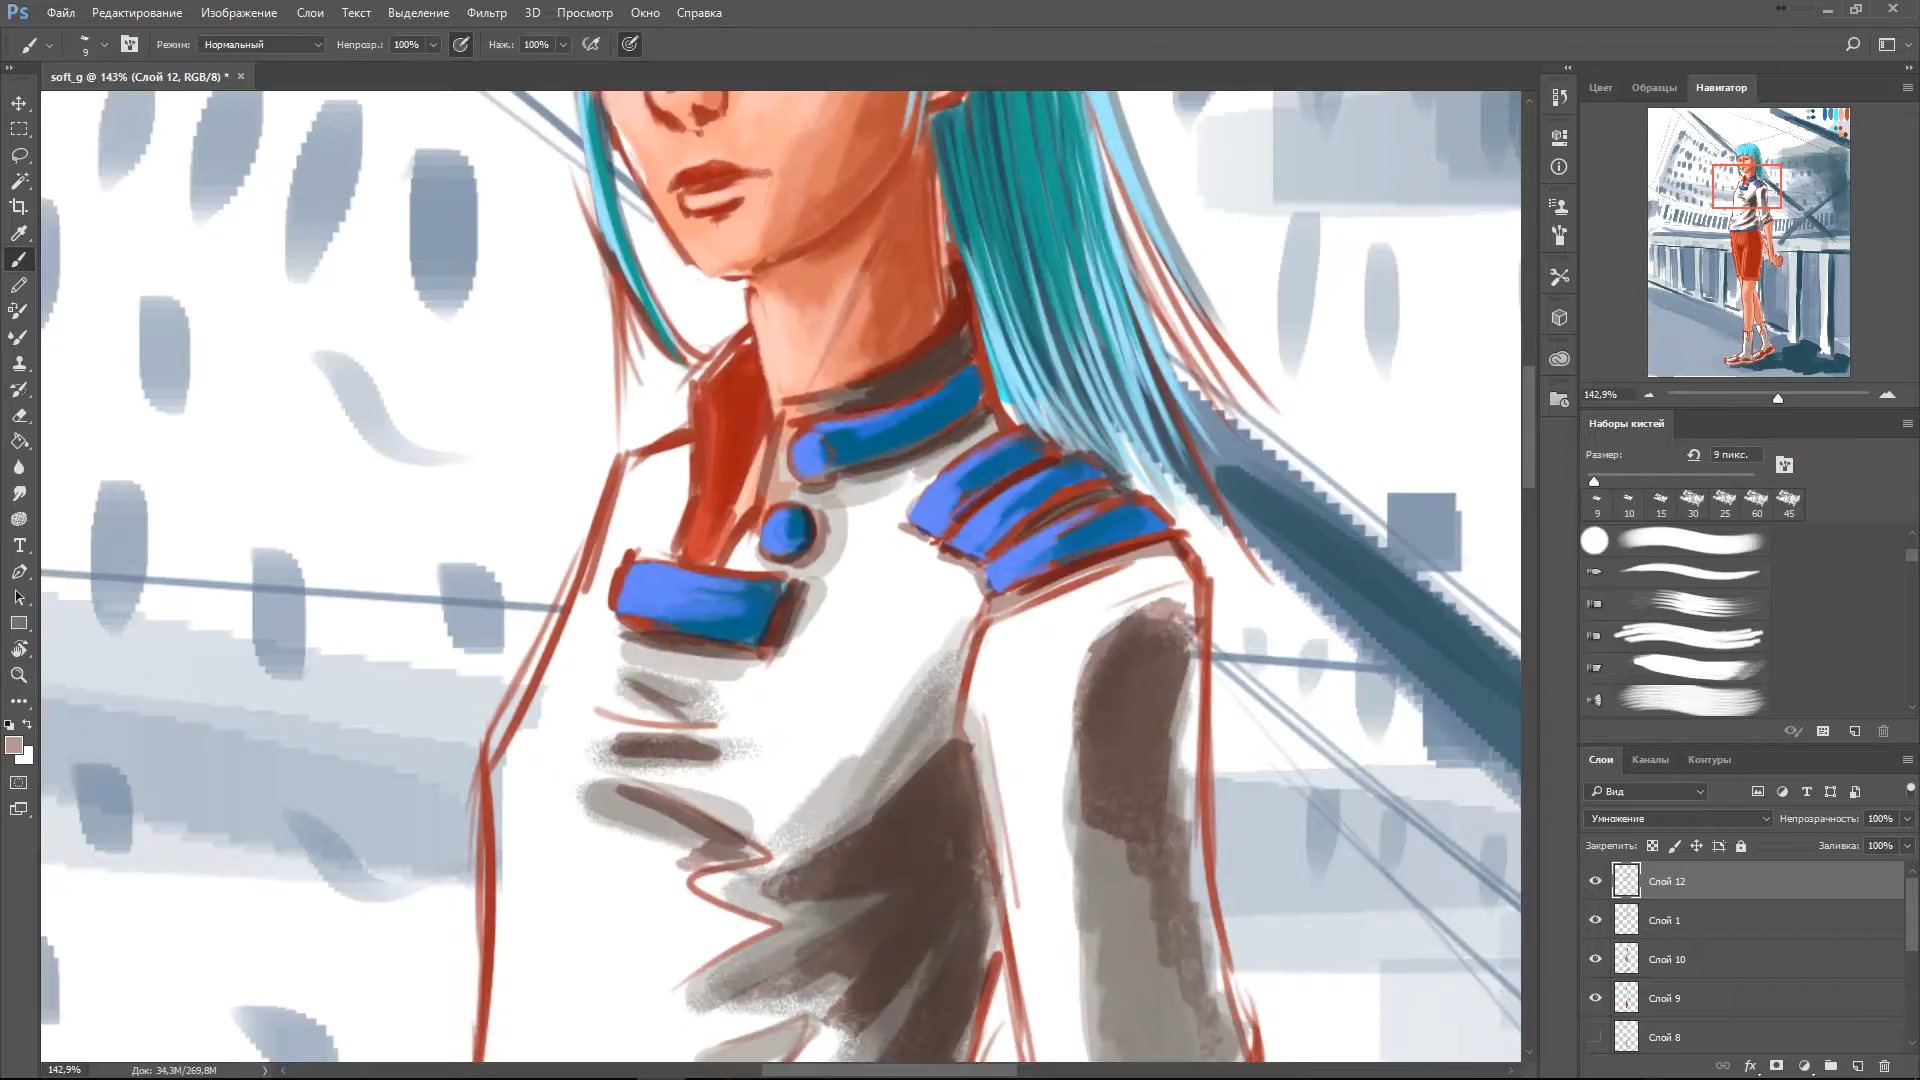 Ps Файл Редактирование Изображение Слои Текст Выделение Фильтр 3D Просмотр Окно Справка
9 Режим: Нормальный Непрозр.: 100% Наж.: 100%
soft_g @ 143% (Слой 12, RGB/8) * ×
Цвет Образцы Навигатор
142,9%
Наборы кистей
Размер: 9 пикс.
9 10 15 30 25 60 45
Слои Каналы Контуры
Вид
Умножение Непрозрачность: 100%
Закрепить: Заливка: 100%
Слой 12
Слой 1
Слой 10
Слой 9
Слой 8
142,9% Док: 34,3M/269,8M
fx